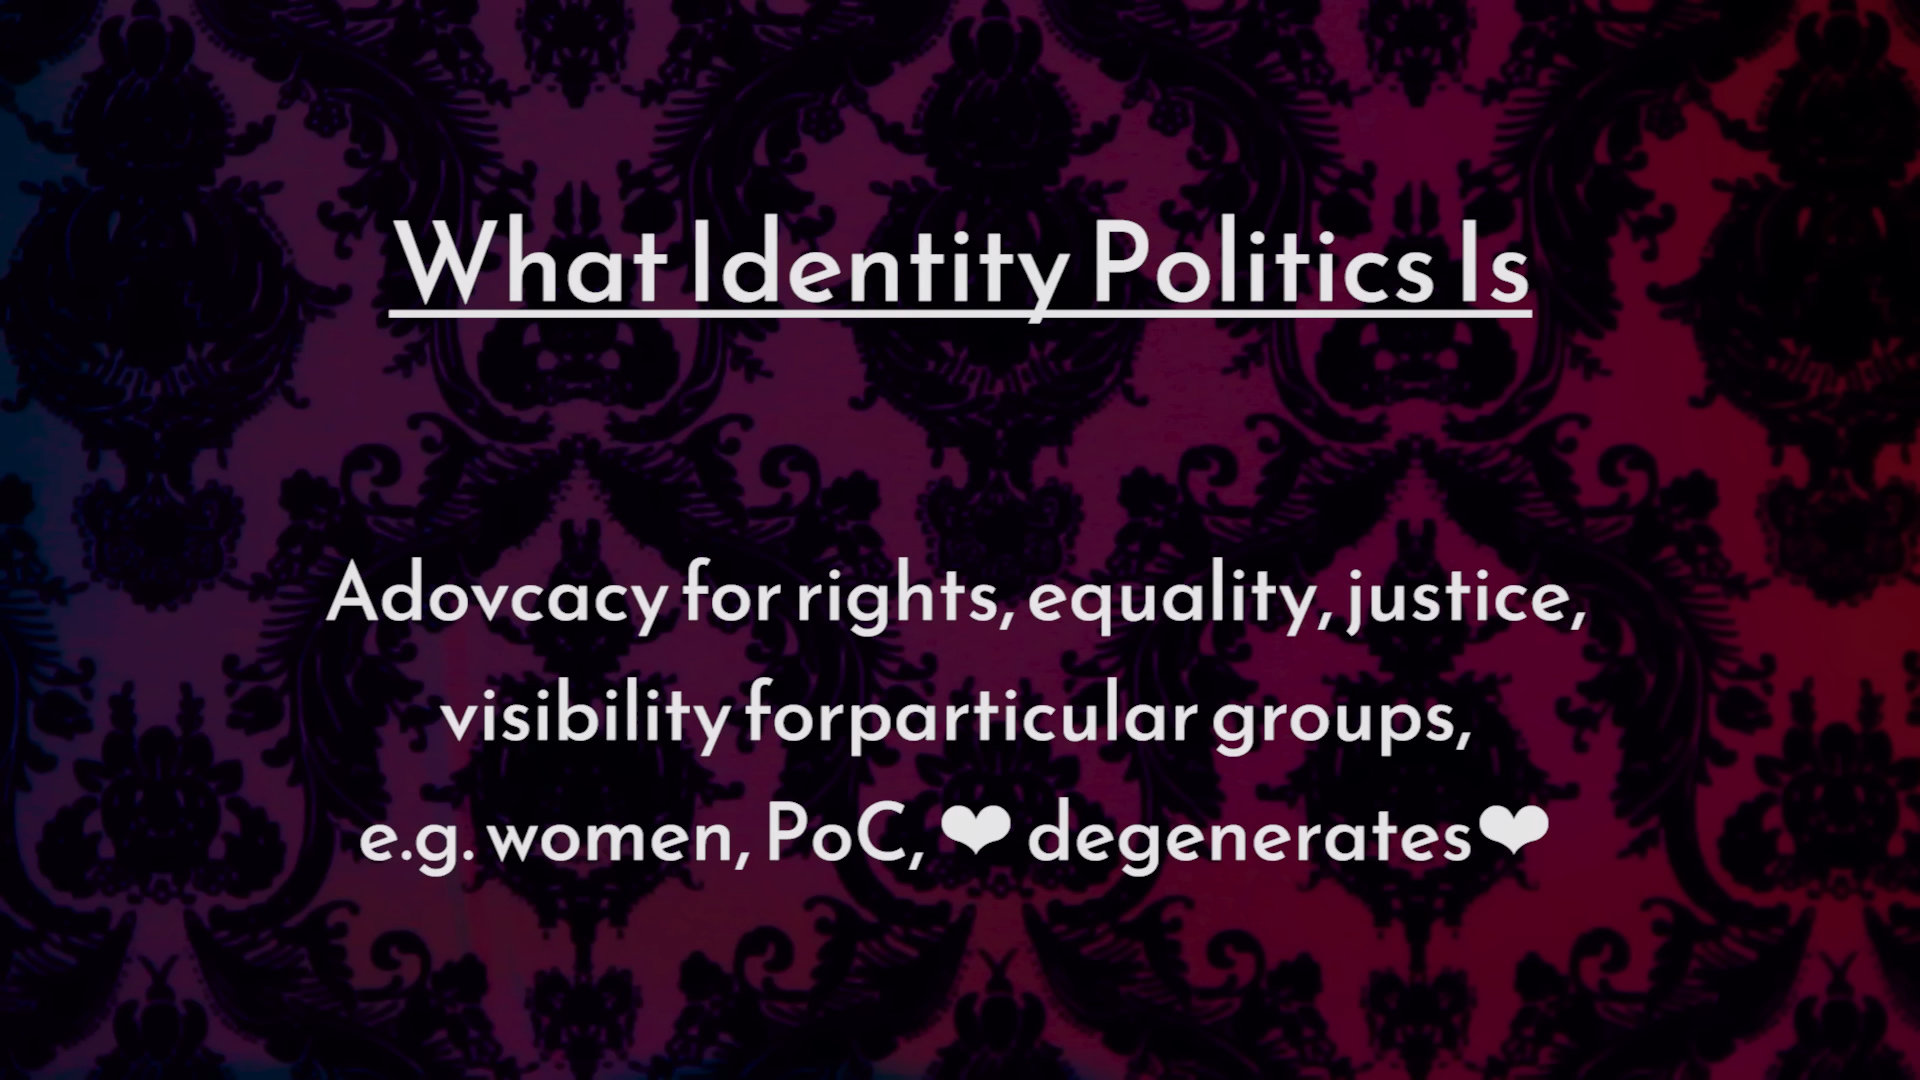 What Identity Politics Is
Adovcacy for rights, equality, justice,
visibility forparticular groups,
e.g. women, PoC, ❤ degenerates❤